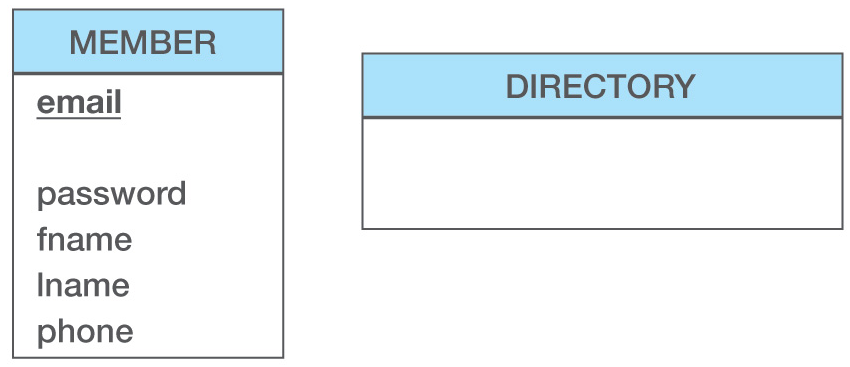 MEMBER
email
password
fname
lname
phone
DIRECTORY